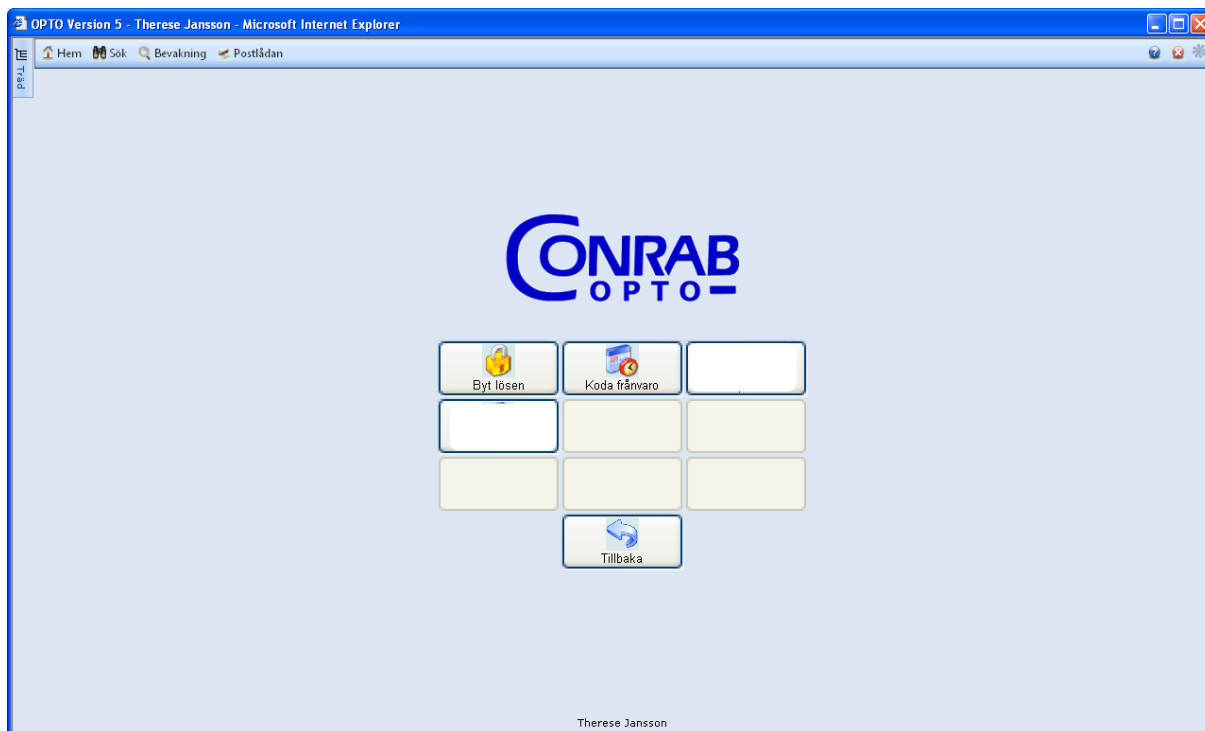 OPTO Version 5 - Therese Jansson - Microsoft Internet Explorer
Träd
Hem Sök Bevakning Postlådan
CONRAB
OPTO
Byt lösen Koda frånvaro
Tillbaka
Therese Jansson